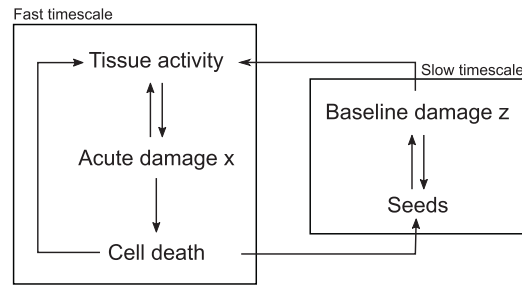 Fast timescale
Tissue activity
Slow timescale
Baseline damage z
Acute damage x
Seeds
Cell death